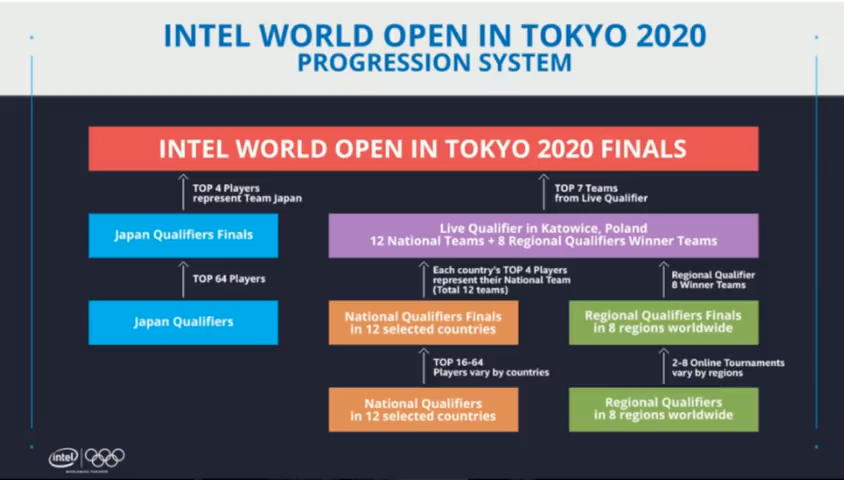 INTEL WORLD OPEN IN TOKYO 2020
PROGRESSION SYSTEM
INTEL WORLD OPEN IN TOKYO 2020 FINALS
TOP 4 Players
represent Team Japan
TOP 7 Teams
from Live Qualifier
Japan Qualifiers Finals
Live Qualifier in Katowice, Poland
12 National Teams + 8 Regional Qualifiers Winner Teams
TOP 64 Players
Each country's TOP 4 Players
represent their National Team
(Total 12 teams)
Regional Qualifier
8 Winner Teams
Japan Qualifiers
National Qualifiers Finals
in 12 selected countries
Regional Qualifiers Finals
in 8 regions worldwide
TOP 16-64
Players vary by countries
2-8 Online Tournaments
vary by regions
National Qualifiers
in 12 selected countries
Regional Qualifiers
in 8 regions worldwide
intel